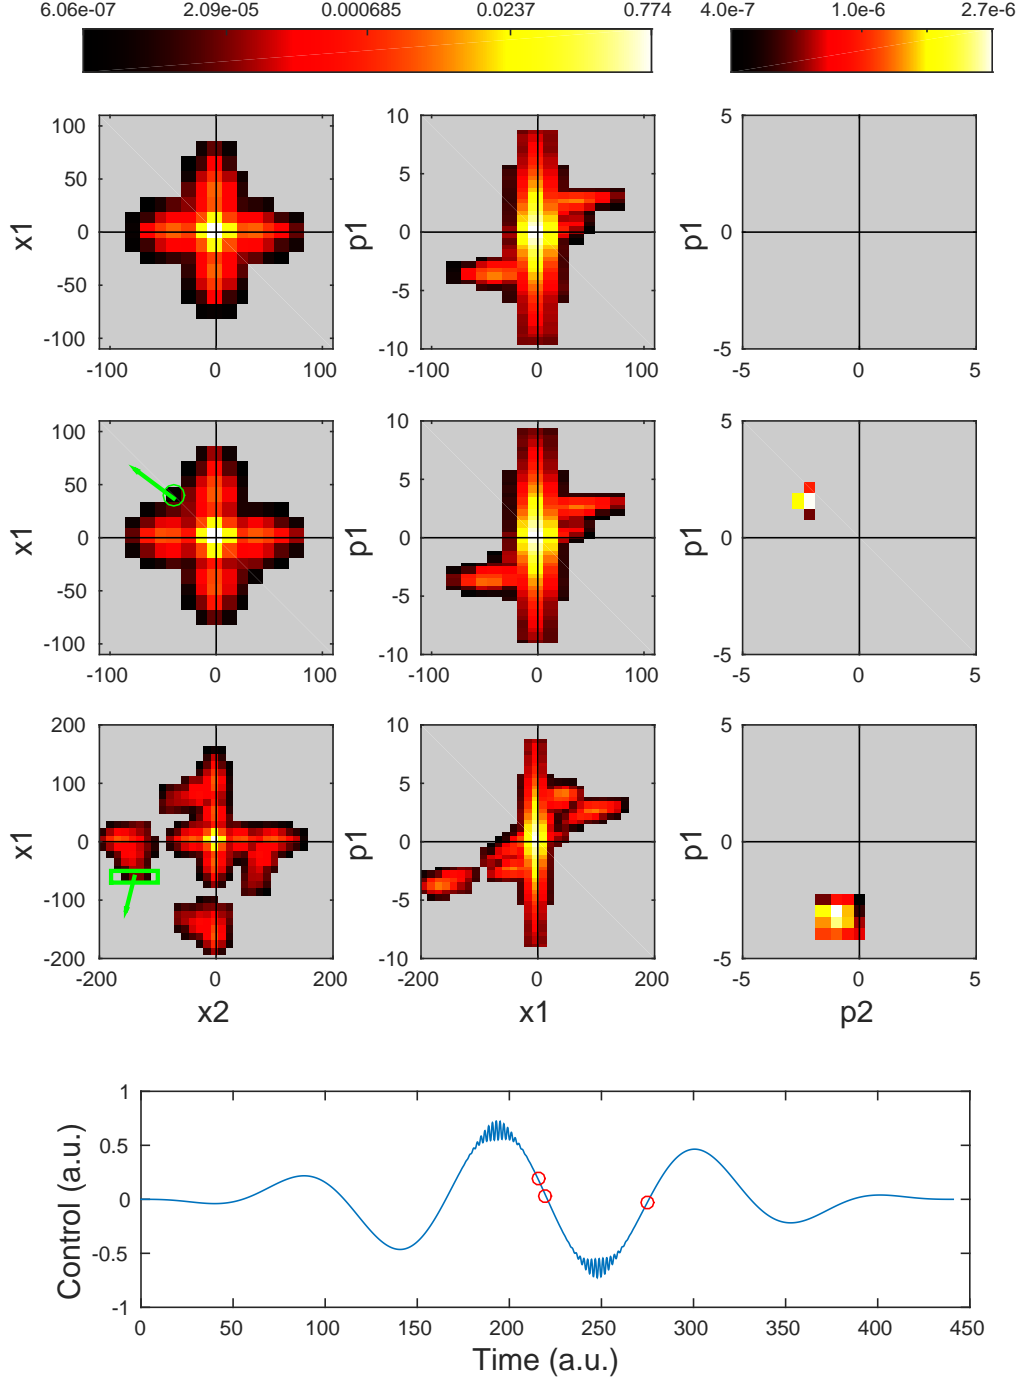 6.06e-07 2.09e-05 0.000685 0.0237 0.774 4.0e-7 1.0e-6 2.7e-6
100 50 0 -50 -100
x1
-100 0 100
10 5 0 -5 -10
p1
-100 0 100
5 0 -5
p1
-5 0 5
100 50 0 -50 -100
x1
-100 0 100
10 5 0 -5 -10
p1
-100 0 100
5 0 -5
p1
-5 0 5
200 100 0 -100 -200
x1
-200 0 200
x2
10 5 0 -5 -10
p1
-200 0 200
x1
5 0 -5
p1
-5 0 5
p2
1 0.5 0 -0.5 -1
Control (a.u.)
0 50 100 150 200 250 300 350 400 450
Time (a.u.)